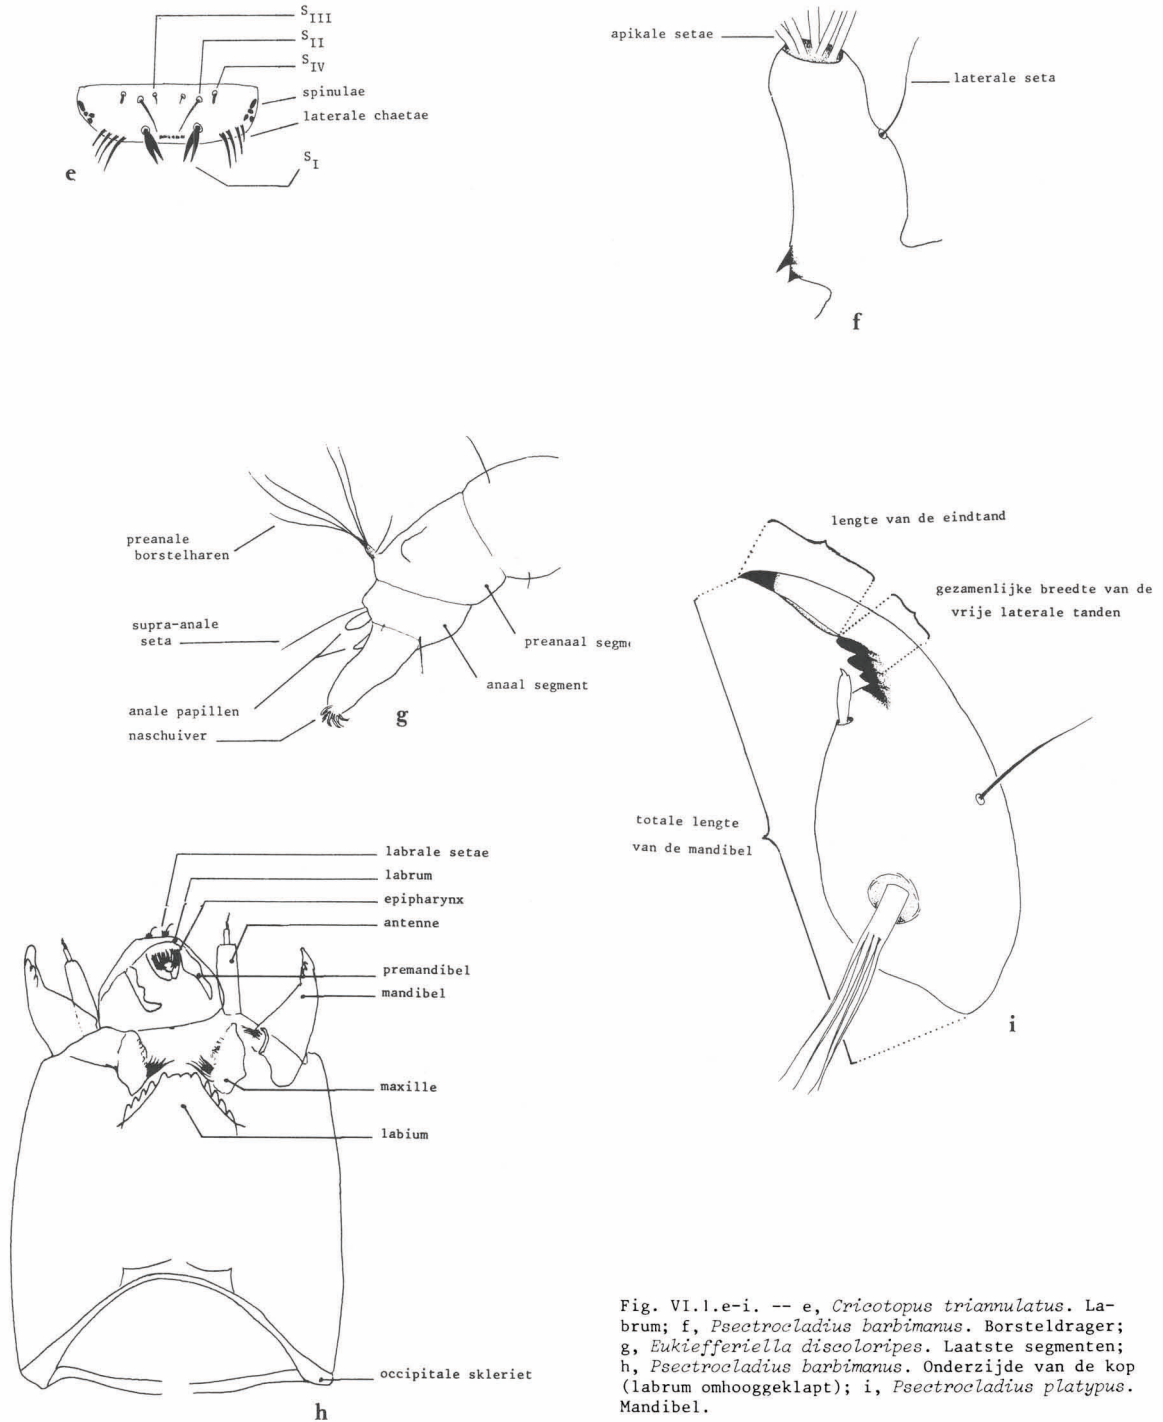 S III
S II
S IV
spinulae
laterale chaetae
S I
e
apikale setae
laterale seta
f
preanale
borstelharen
supra-anale
seta
anale papillen
naschuiver
preanaal segm
anaal segment
g
lengte van de eindtand
gezamenlijke breedte van de
vrije laterale tanden
totale lengte
van de mandibel
i
labrale setae
labrum
epipharynx
antenne
premandibel
mandibel
maxille
labium
occipitale skleriet
h
Fig. VI.1.e-i. -- e, Cricotopus triannulatus. La-
brum; f, Psectrocladius barbimanus. Borsteldrager;
g, Eukiefferiella discoloripes. Laatste segmenten;
h, Psectrocladius barbimanus. Onderzijde van de kop
(labrum omhooggeklapt); i, Psectrocladius platypus.
Mandibel.